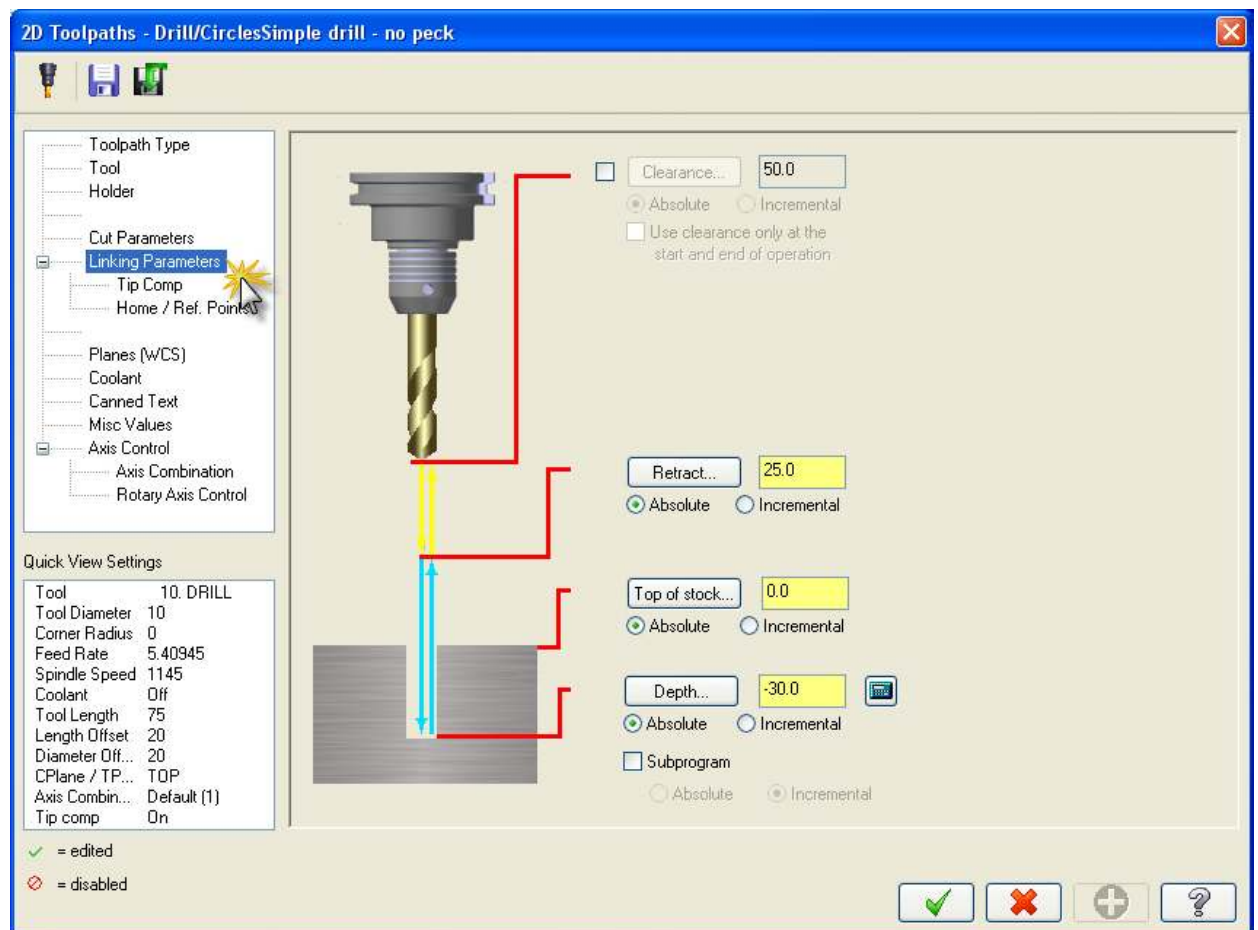 2D Toolpaths - Drill/CirclesSimple drill - no peck
Toolpath Type
Tool
Holder
Cut Parameters
Linking Parameters
Tip Comp
Home / Ref. Points
Planes (WCS)
Coolant
Canned Text
Misc Values
Axis Control
Axis Combination
Rotary Axis Control
Quick View Settings
Tool 10. DRILL
Tool Diameter 10
Corner Radius 0
Feed Rate 5.40945
Spindle Speed 1145
Coolant Off
Tool Length 75
Length Offset 20
Diameter Off... 20
CPlane / TP... TOP
Axis Combin... Default (1)
Tip comp On
= edited
= disabled
Clearance... 50.0
Absolute Incremental
Use clearance only at the
start and end of operation
Retract... 25.0
Absolute Incremental
Top of stock... 0.0
Absolute Incremental
Depth... -30.0
Absolute Incremental
Subprogram
Absolute Incremental